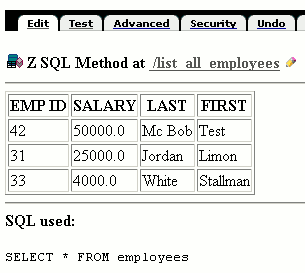 Edit Test Advanced Security Undo
Z SQL Method at /list_all_employees
EMP ID SALARY LAST FIRST
42 50000.0 Mc Bob Test
31 25000.0 Jordan Limon
33 4000.0 White Stallman
SQL used:
SELECT * FROM employees